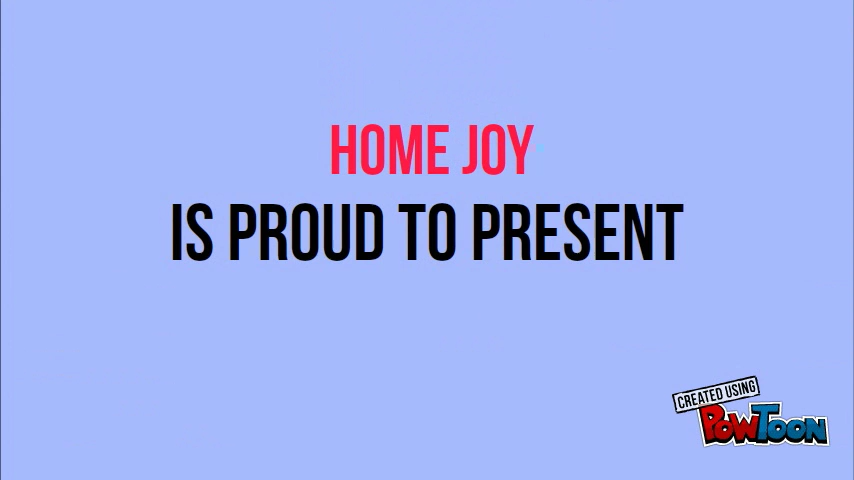 HOME JOY
IS PROUD TO PRESENT
CREATED USING
POWTOON